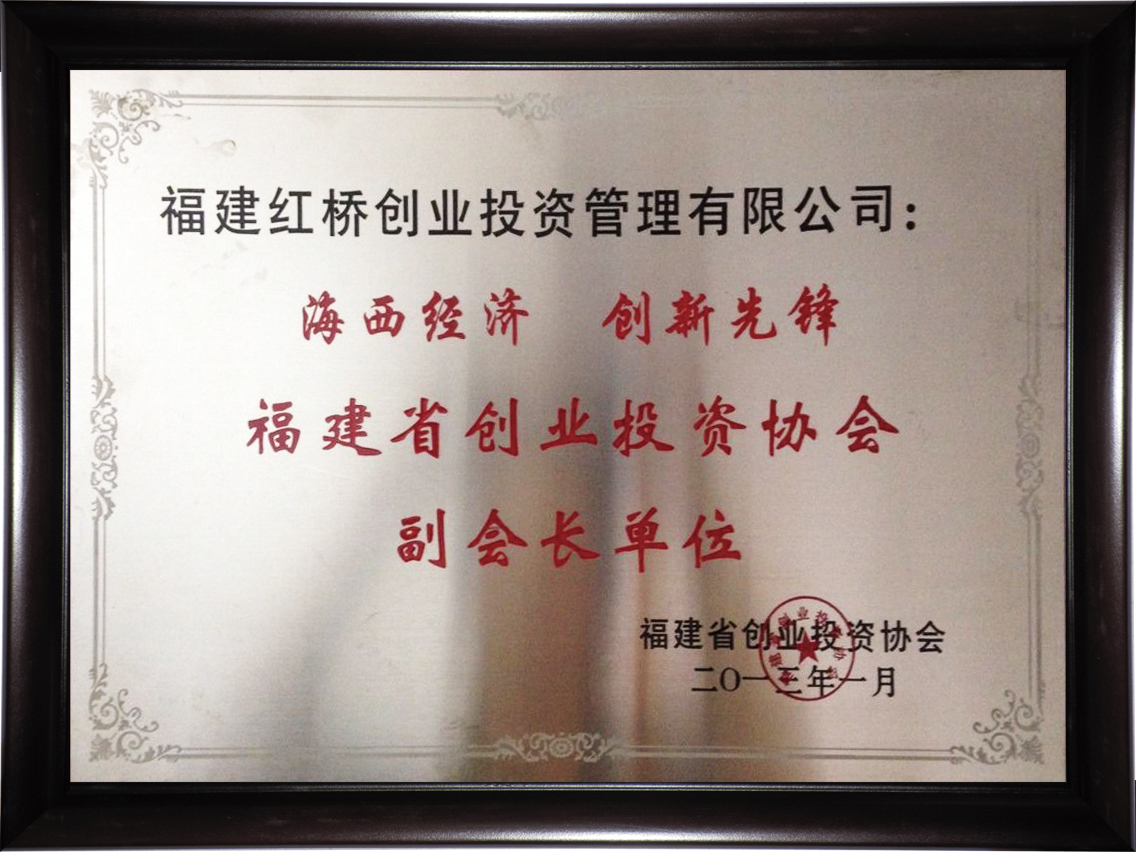 福建红桥创业投资管理有限公司：
海西经济 创新先锋
福建省创业投资协会
副会长单位
福建省创业投资协会
二〇一三年一月